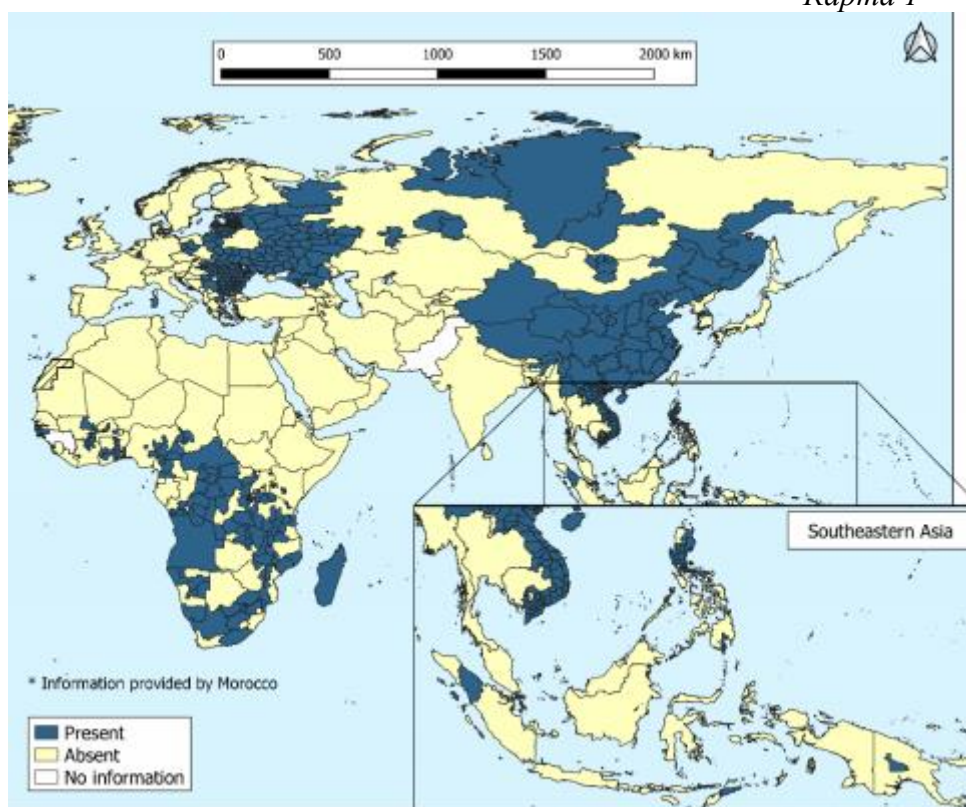 Карта 1
0 500 1000 1500 2000 km
Southeastern Asia
* Information provided by Morocco
Present
Absent
No information